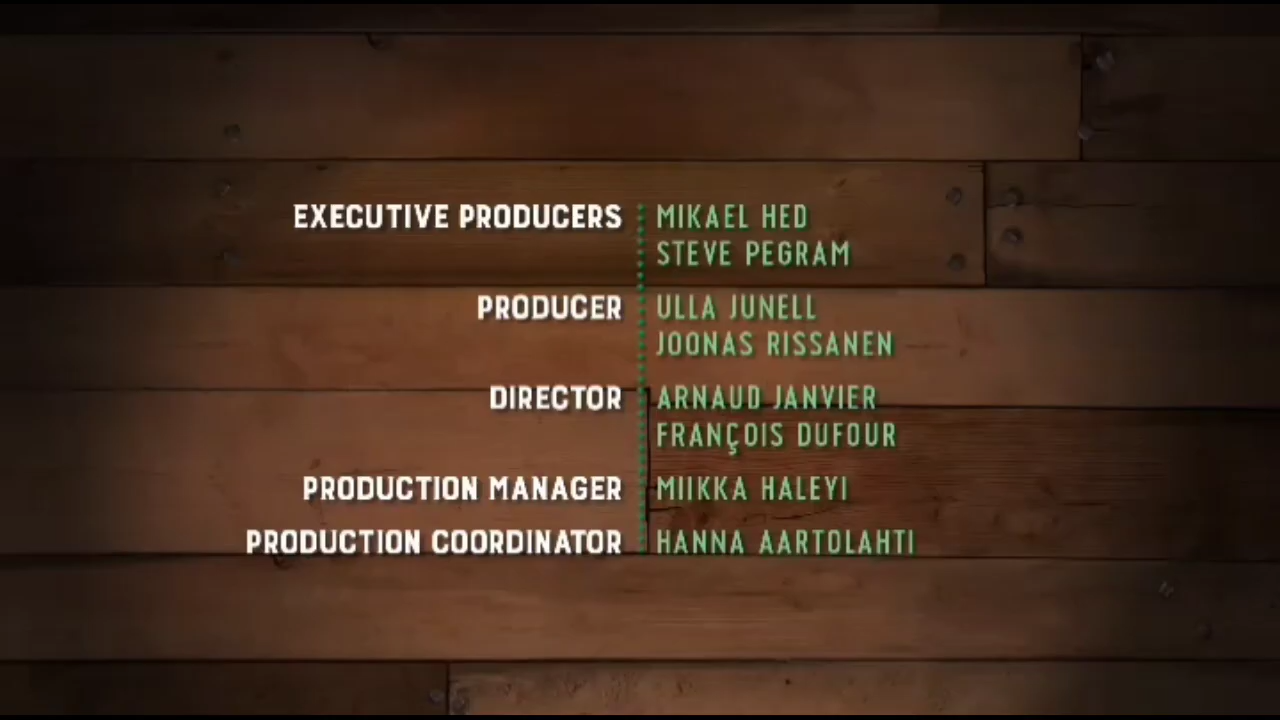 EXECUTIVE PRODUCERS MIKAEL HED
STEVE PEGRAM
PRODUCER ULLA JUNELL
JOONAS RISSANEN
DIRECTOR ARNAUD JANVIER
FRANÇOIS DUFOUR
PRODUCTION MANAGER MIIKKA HALEYI
PRODUCTION COORDINATOR HANNA AARTOLAHTI